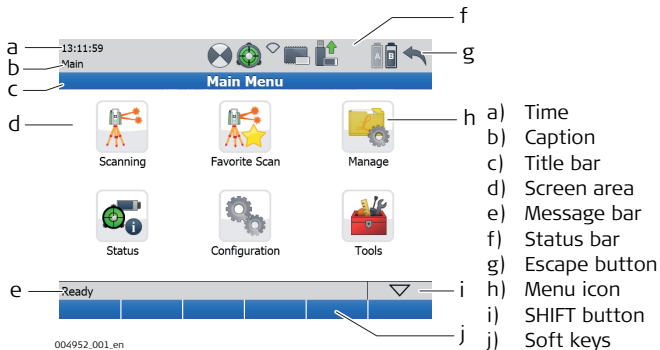 f
a
13:11:59
A
B
g
b
Main
c
Main Menu
d
h
Scanning
Favorite Scan
Manage
Status
Configuration
Tools
e
Ready
i
j
004952_001_en
a) Time
b) Caption
c) Title bar
d) Screen area
e) Message bar
f) Status bar
g) Escape button
h) Menu icon
i) SHIFT button
j) Soft keys